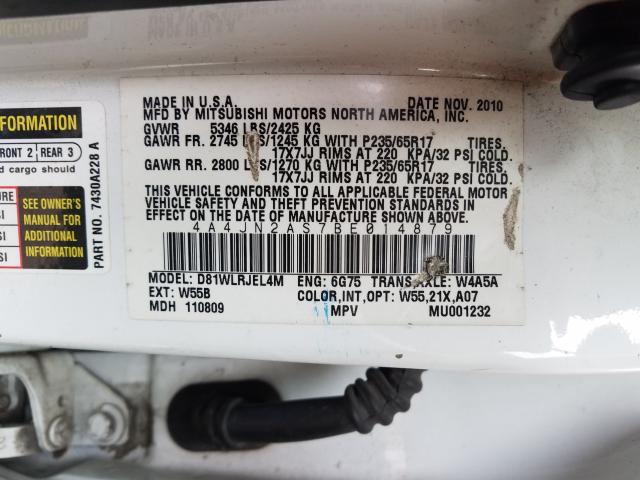 FORMATION
FRONT 2 REAR 3
d cargo should
PART NO. 7430A228 A
SEE OWNER'S
MANUAL FOR
ADDITIONAL
INFORMATION
MADE IN U.S.A. DATE NOV. 2010
MFD BY MITSUBISHI MOTORS NORTH AMERICA, INC.
GVWR 5346 LBS/2425 KG
GAWR FR. 2745 LBS/1245 KG WITH P235/65R17 TIRES,
17X7JJ RIMS AT 220 KPA/32 PSI COLD.
GAWR RR. 2800 LBS/1270 KG WITH P235/65R17 TIRES,
17X7JJ RIMS AT 220 KPA/32 PSI COLD.
THIS VEHICLE CONFORMS TO ALL APPLICABLE FEDERAL MOTOR
VEHICLE SAFETY AND THEFT PREVENTION STANDARDS IN
EFFECT ON THE DATE OF MANUFACTURE SHOWN ABOVE.
4A4JN2AS7BE014879
MODEL: D81WLRJEL4M ENG: 6G75 TRANS AXLE: W4A5A
EXT: W55B COLOR,INT,OPT: W55,21X,A07
MDH 110809 MPV MU001232